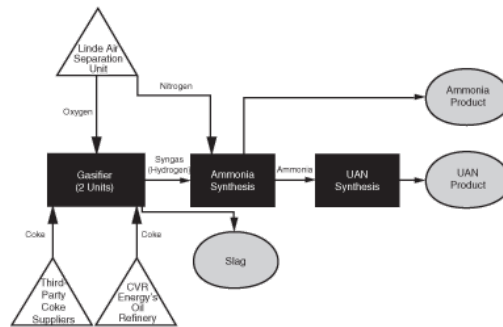 Linde Air
Separation
Unit
Nitrogen
Ammonia
Product
Oxygen
Gasifier
(2 Units)
Syngas
(Hydrogen)
Ammonia
Synthesis
Ammonia
UAN
Synthesis
UAN
Product
Coke
Coke
Slag
Third-
Party
Coke
Suppliers
CVR
Energy's
Oil
Refinery